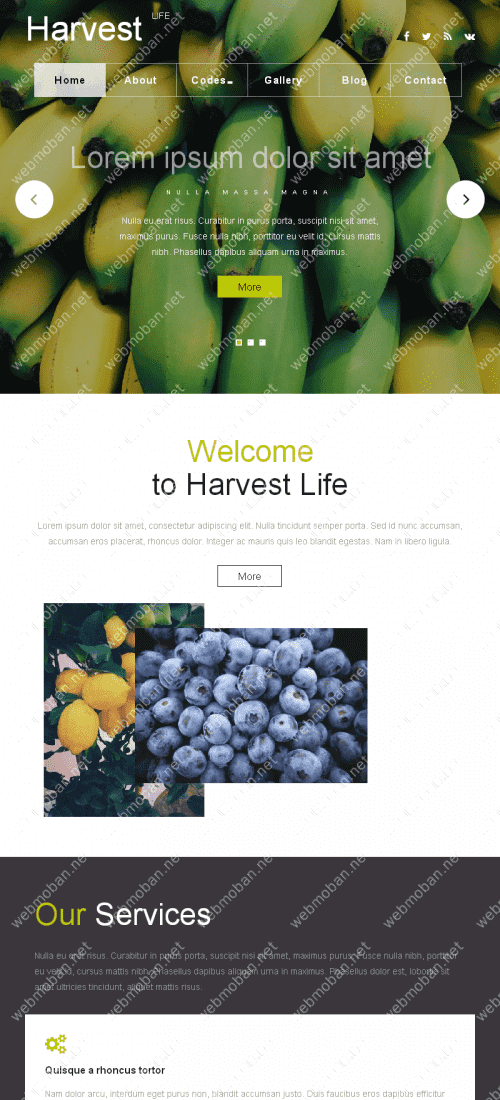 Harvest LIFE
Home About Codes Gallery Blog Contact
Lorem ipsum dolor sit amet
NULLA MASSA MAGNA
Nulla eu erat risus. Curabitur in purus porta, suscipit nisi sit amet,
maximus purus. Fusce nulla nibh, porttitor eu velit id, cursus mattis
nibh. Phasellus dapibus aliquam urna in maximus.
More
Welcome
to Harvest Life
Lorem ipsum dolor sit amet, consectetur adipiscing elit. Nulla tincidunt semper porta. Sed id nunc accumsan,
accumsan eros placerat, rhoncus dolor. Integer ac mauris quis leo blandit egestas. Nam in libero ligula.
More
Our Services
Nulla eu erat risus. Curabitur in purus porta, suscipit nisi sit amet, maximus purus. Fusce nulla nibh, porttitor
eu velit id, cursus mattis nibh. Phasellus dapibus aliquam urna in maximus. Phasellus dolor est, lobortis sit
amet ultricies tincidunt, aliquet mattis risus.
Quisque a rhoncus tortor
Nam dolor arcu, interdum eget purus non, blandit accumsan justo. Duis faucibus eros dapibus efficitur
webmoban.net